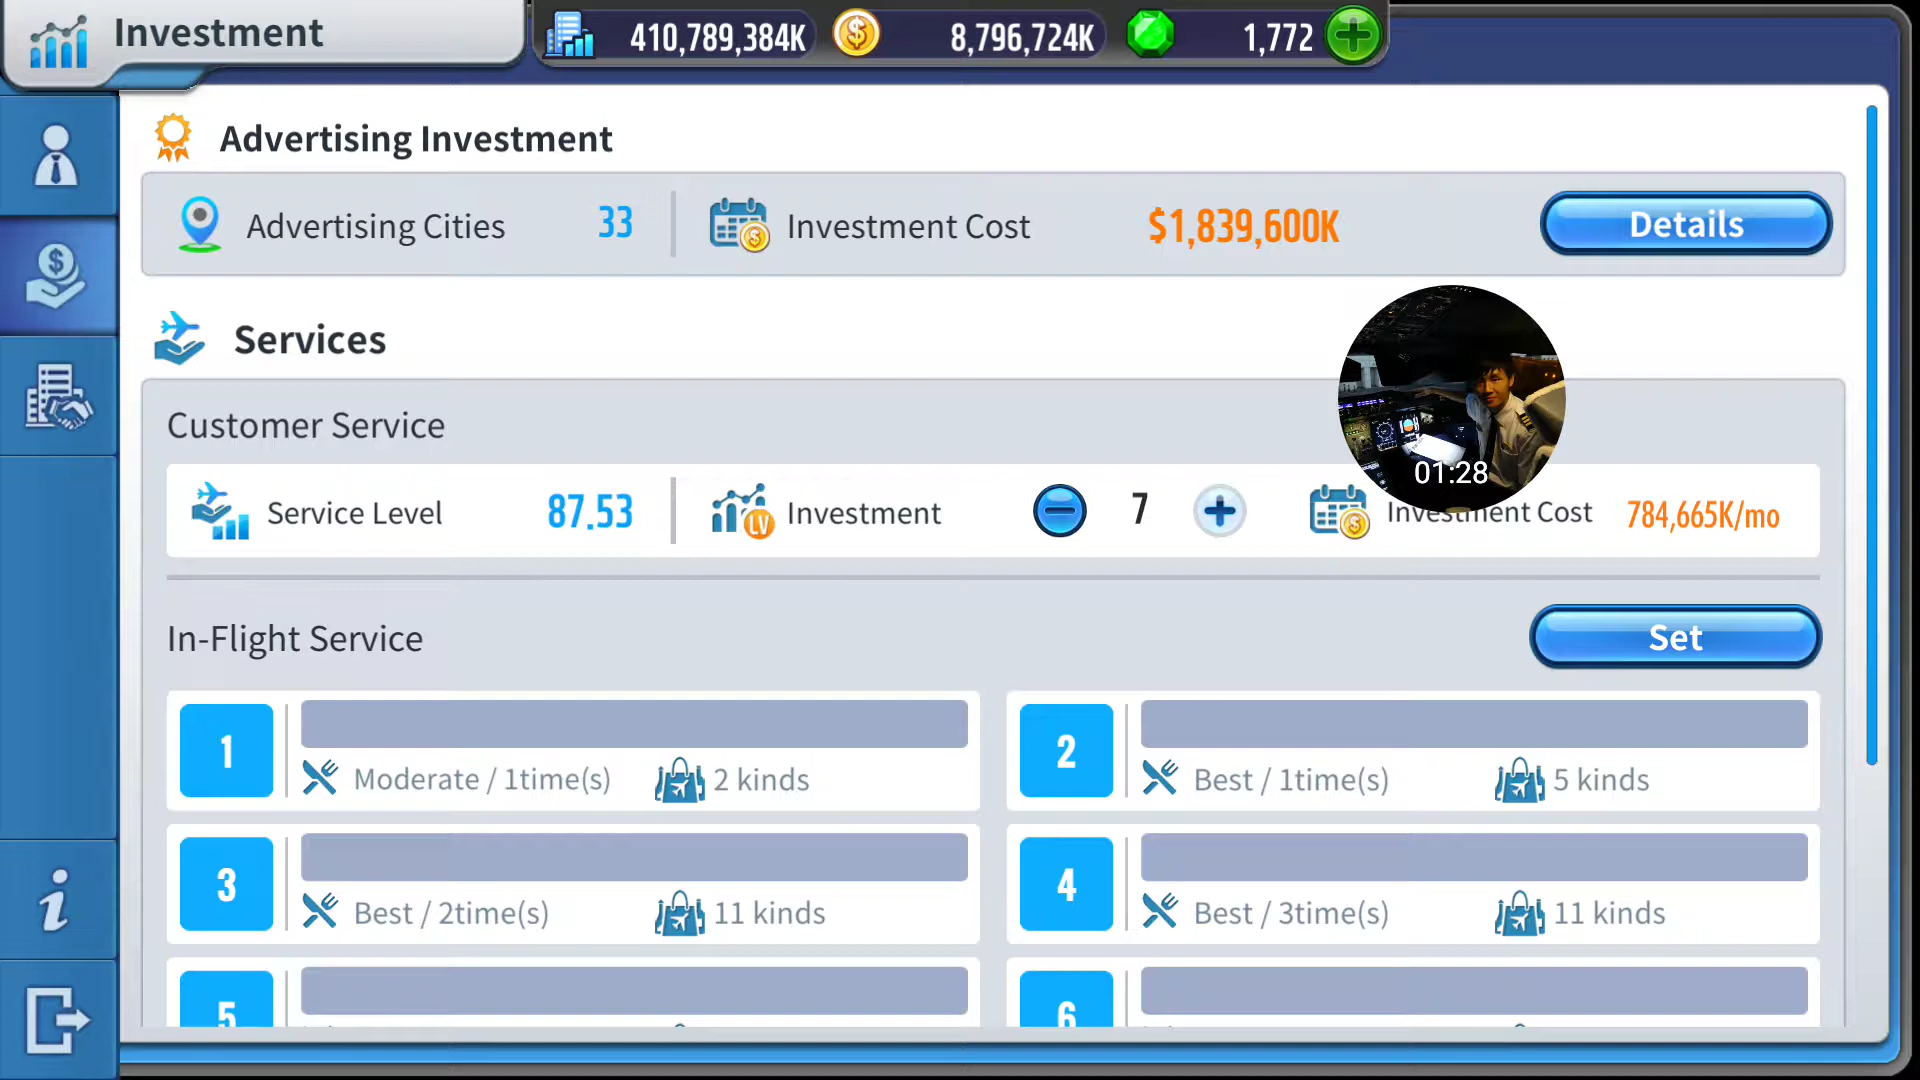 Investment
410,789,384K
8,796,724K
1,772
Advertising Investment
Advertising Cities 33
Investment Cost $1,839,600K
Details
Services
Customer Service
01:28
Service Level 87.53
LV Investment 7
Investment Cost 784,665K/mo
In-Flight Service
Set
1 Moderate / 1time(s) 2 kinds
2 Best / 1time(s) 5 kinds
3 Best / 2time(s) 11 kinds
4 Best / 3time(s) 11 kinds
5
6